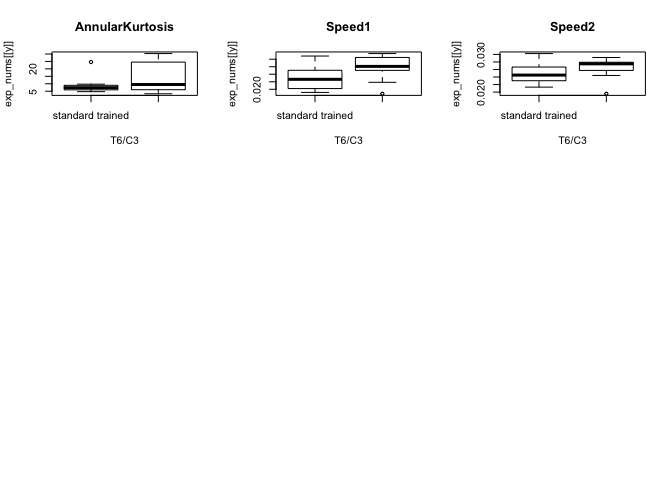 AnnularKurtosis
exp_nums[[y]]
20
5
standard trained
T6/C3
Speed1
exp_nums[[y]]
0.020
standard trained
T6/C3
Speed2
exp_nums[[y]]
0.030
0.020
standard trained
T6/C3